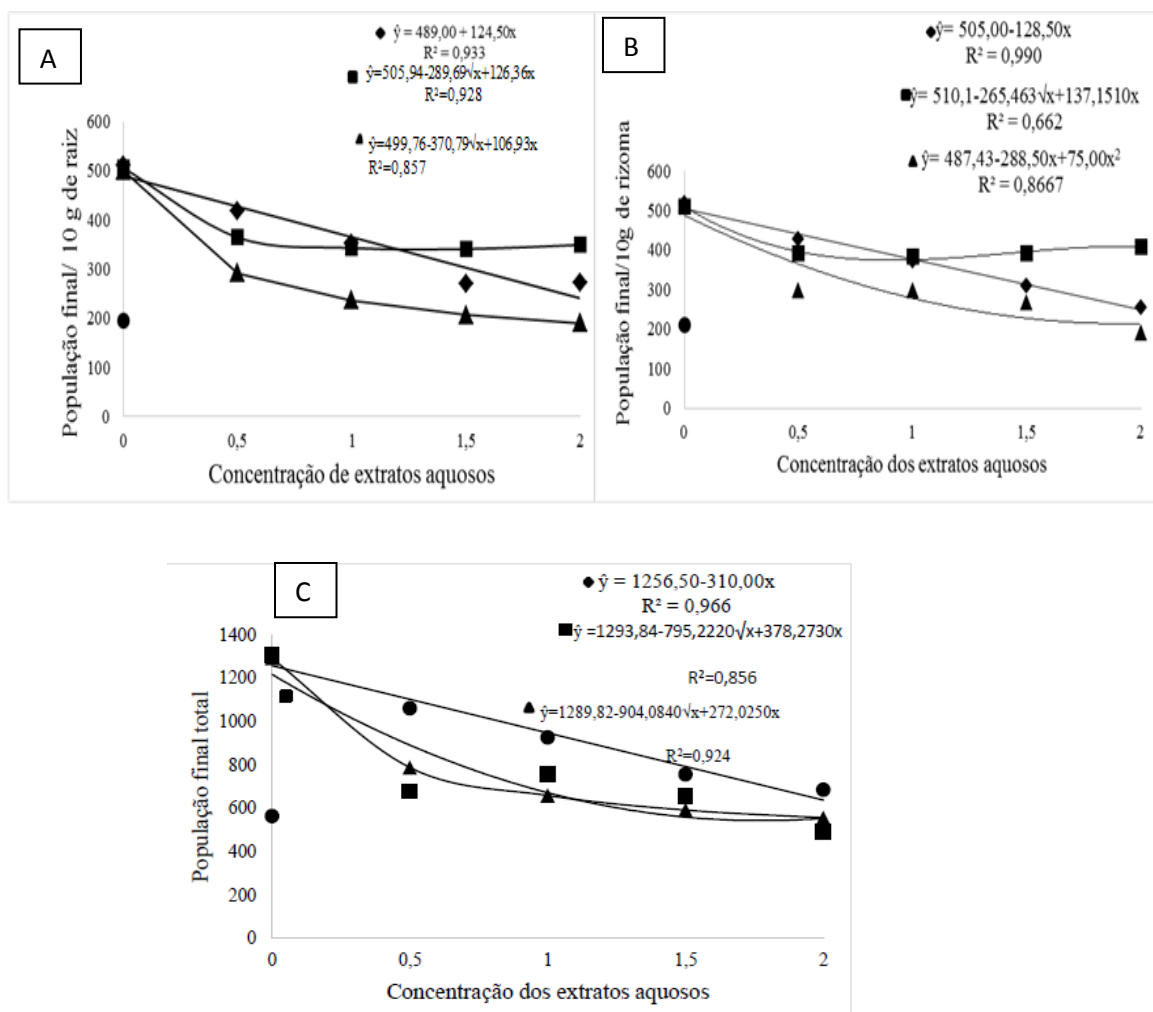 A
ŷ = 489,00 + 124,50x
R² = 0,933
ŷ=505,94-289,69√x+126,36x
R²=0,928
ŷ=499,76-370,79√x+106,93x
R²=0,857
População final/ 10 g de raiz
600
500
400
300
200
100
0
0 0,5 1 1,5 2
Concentração de extratos aquosos
B
ŷ= 505,00-128,50x
R² = 0,990
ŷ= 510,1-265,463√x+137,1510x
R² = 0,662
ŷ= 487,43-288,50x+75,00x²
R² = 0,8667
População final/10g de rizoma
600
500
400
300
200
100
0
0 0,5 1 1,5 2
Concentração dos extratos aquosos
C
ŷ = 1256,50-310,00x
R² = 0,966
ŷ =1293,84-795,2220√x+378,2730x
R²=0,856
ŷ=1289,82-904,0840√x+272,0250x
R²=0,924
População final total
1400
1200
1000
800
600
400
200
0
0 0,5 1 1,5 2
Concentração dos extratos aquosos